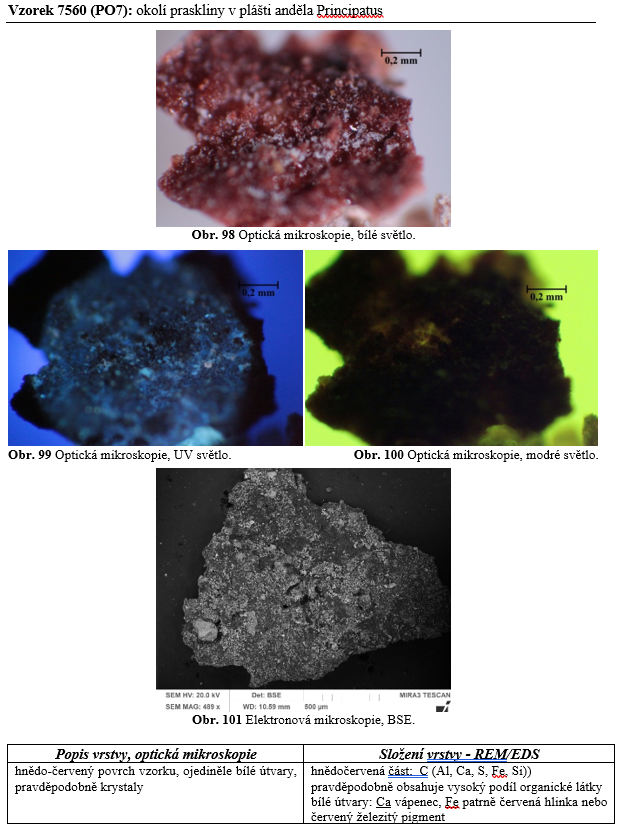 Vzorek 7560 (PO7): okolí praskliny v plášti anděla Principatus
0,2 mm
Obr. 98 Optická mikroskopie, bílé světlo.
0,2 mm
0,2 mm
Obr. 99 Optická mikroskopie, UV světlo.
Obr. 100 Optická mikroskopie, modré světlo.
SEM HV: 20.0 kV Det: BSE MIRA3 TESCAN
SEM MAG: 489 x WD: 10.59 mm 500 µm
Obr. 101 Elektronová mikroskopie, BSE.
Popis vrstvy, optická mikroskopie
Složení vrstvy - REM/EDS
hnědo-červený povrch vzorku, ojediněle bílé útvary,
pravděpodobně krystaly
hnědočervená část: C (Al, Ca, S, Fe, Si))
pravděpodobně obsahuje vysoký podíl organické látky
bílé útvary: Ca vápenec, Fe patrně červená hlinka nebo
červený železitý pigment